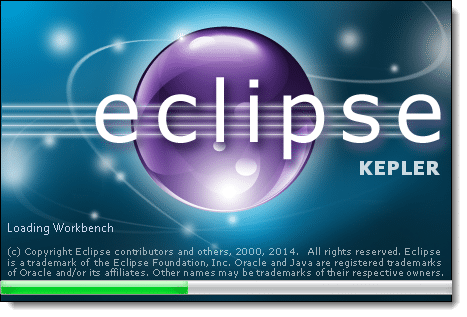 eclipse
KEPLER
Loading Workbench
(c) Copyright Eclipse contributors and others, 2000, 2014.  All rights reserved. Eclipse
is a trademark of the Eclipse Foundation, Inc. Oracle and Java are registered trademarks
of Oracle and/or its affiliates. Other names may be trademarks of their respective owners.